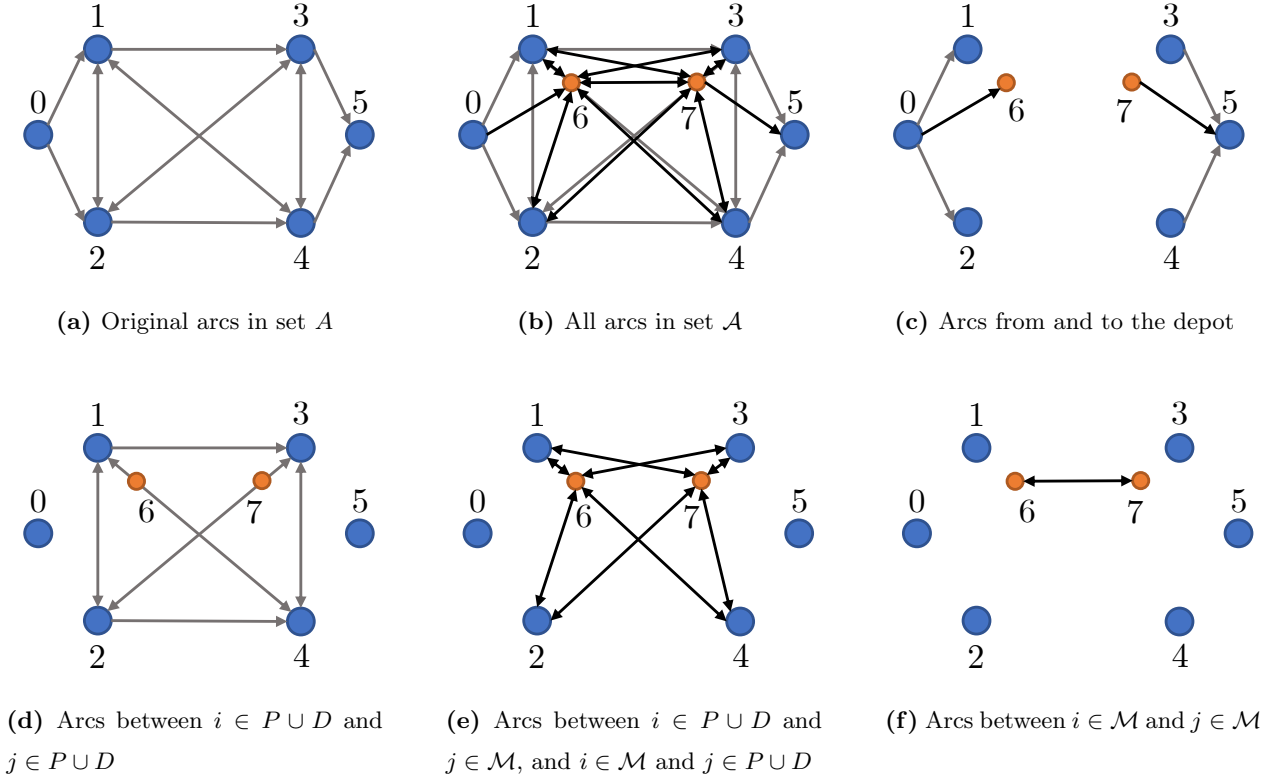 1 3 1 3 1 3
0 5 0 5 0 5
6 7 6 7
2 4 2 4 2 4
(a) Original arcs in set A
(b) All arcs in set 𝒜
(c) Arcs from and to the depot
1 3 1 3 1 3
0 5 0 5 0 5
6 7 6 7 6 7
2 4 2 4 2 4
(d) Arcs between i ∈ P ∪ D and
j ∈ P ∪ D
(e) Arcs between i ∈ P ∪ D and
j ∈ ℳ, and i ∈ ℳ and j ∈ P ∪ D
(f) Arcs between i ∈ ℳ and j ∈ ℳ